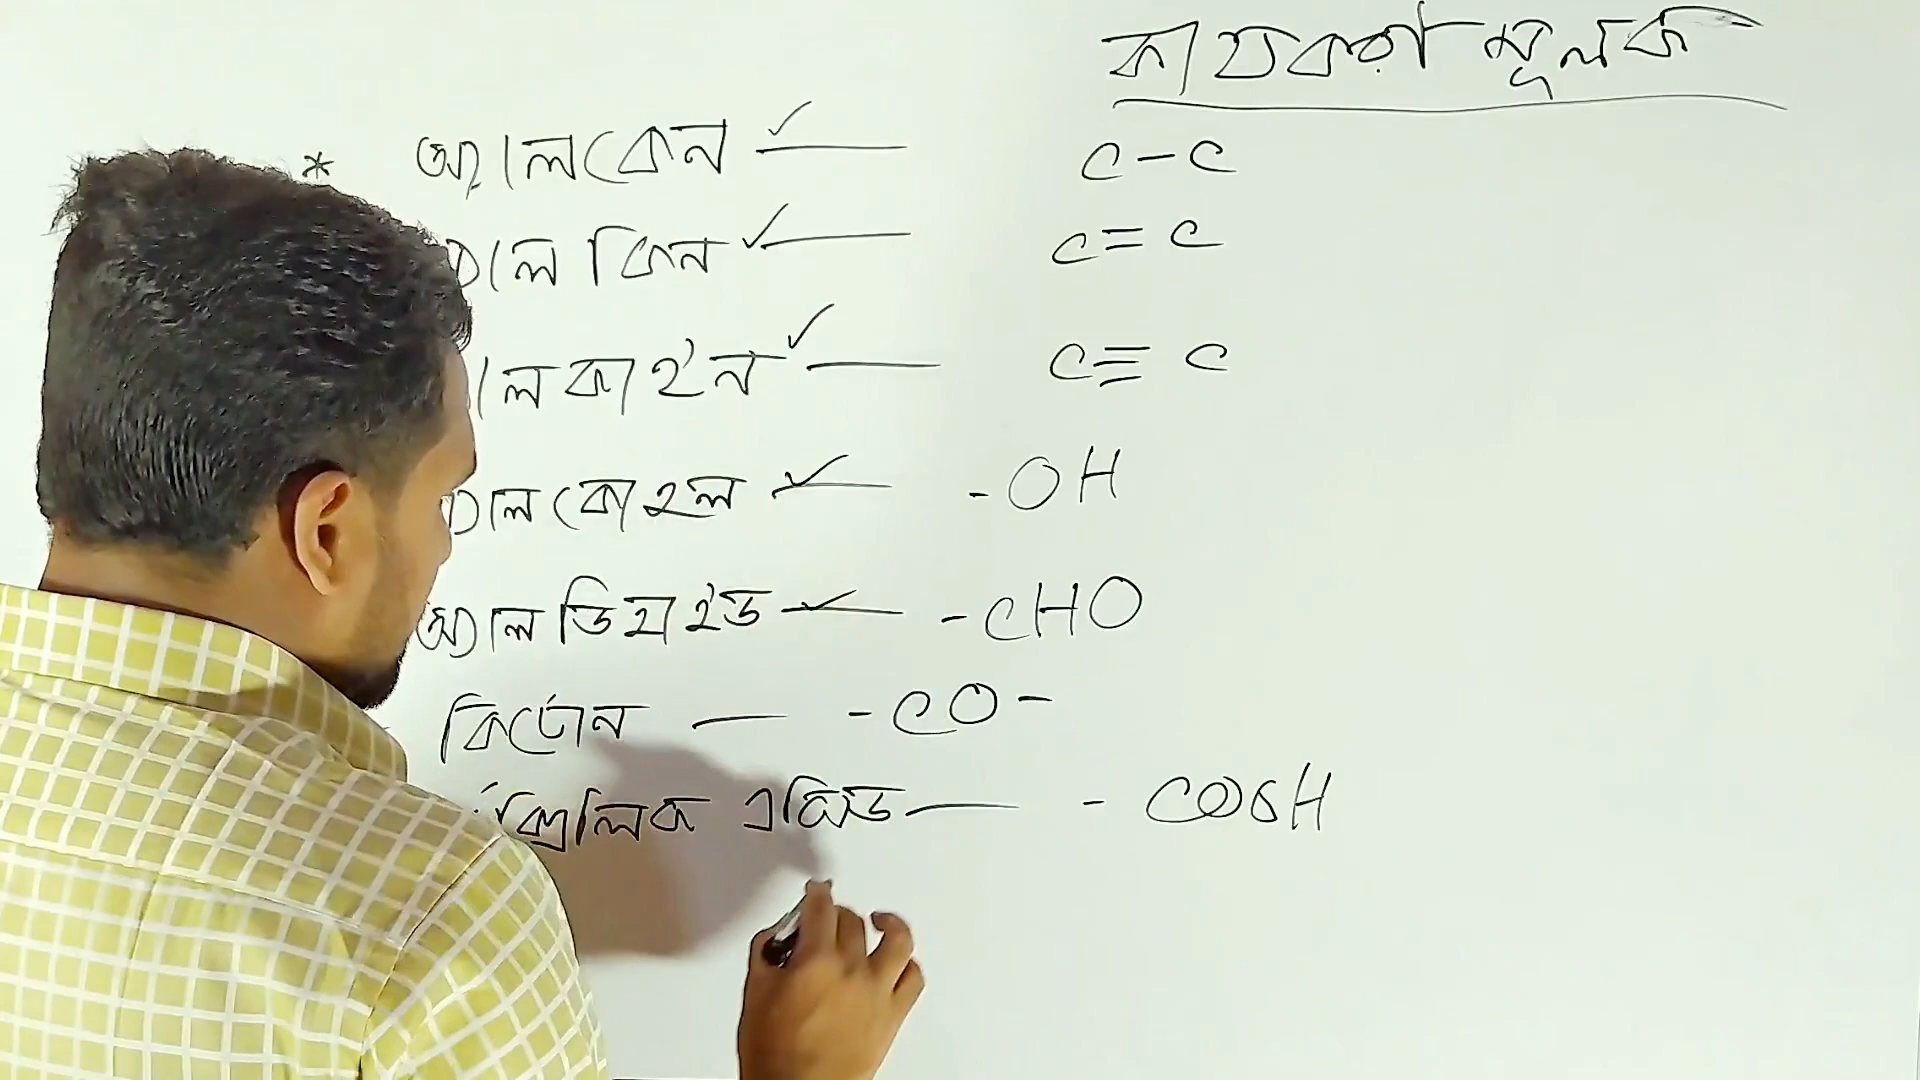 কার্যকরী মূলক
* অ্যালকেন ✓— C – C
অ্যালকিন ✓— C = C
অ্যালকাইন ✓— C ≡ C
অ্যালকোহল ✓— - OH
অ্যালডিহাইড ✓— - CHO
কিটোন — - CO -
কার্বক্সিলিক এসিড — - COOH